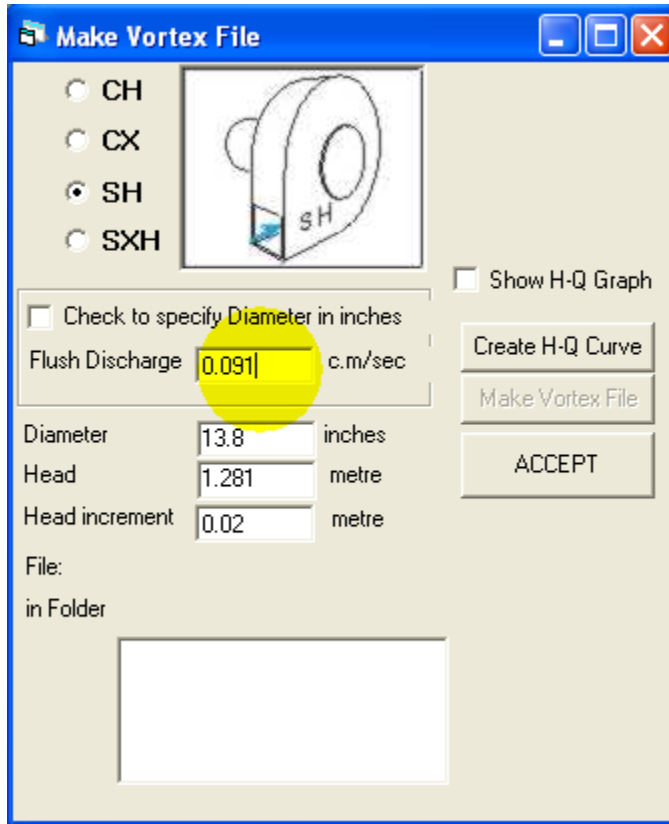 Make Vortex File
CH
CX
SH
SXH
SH
Show H-Q Graph
Check to specify Diameter in inches
Flush Discharge 0.091 c.m/sec
Create H-Q Curve
Make Vortex File
Diameter 13.8 inches
ACCEPT
Head 1.281 metre
Head increment 0.02 metre
File:
in Folder